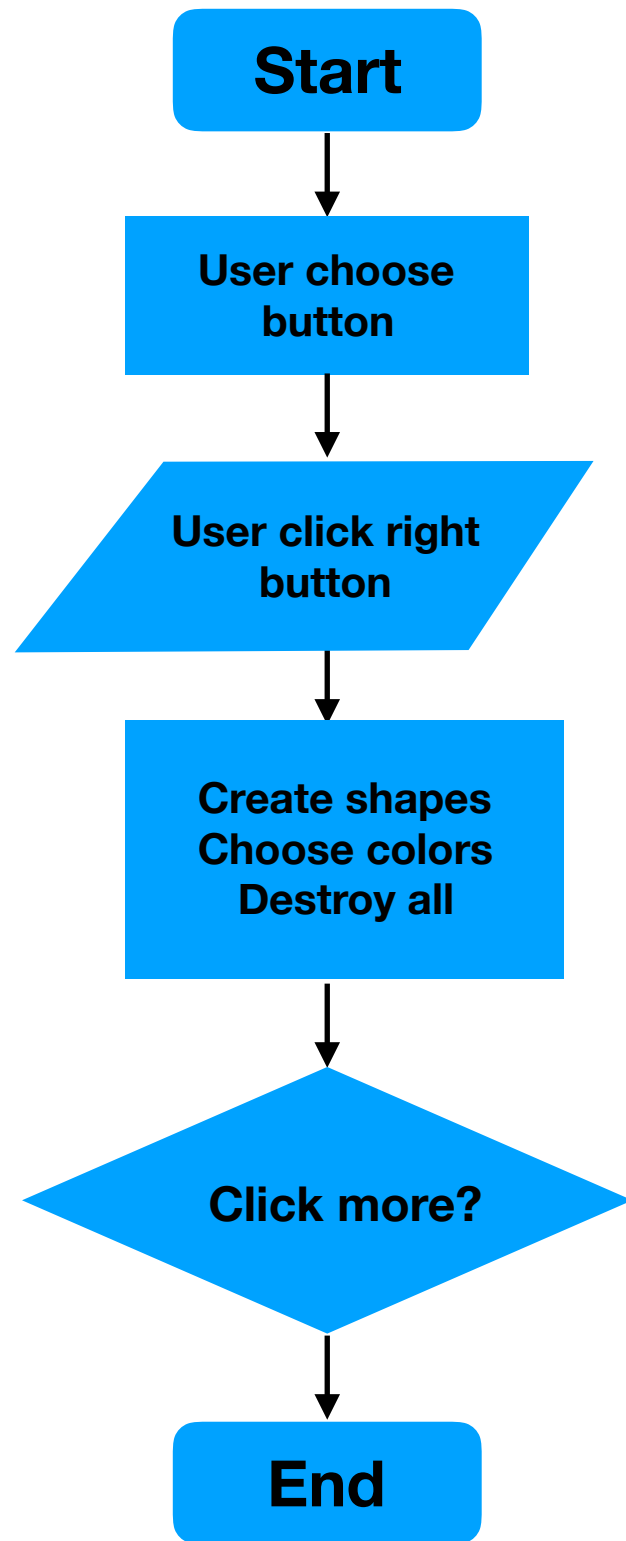 Start
User choose
button
User click right
button
Create shapes
Choose colors
Destroy all
Click more?
End